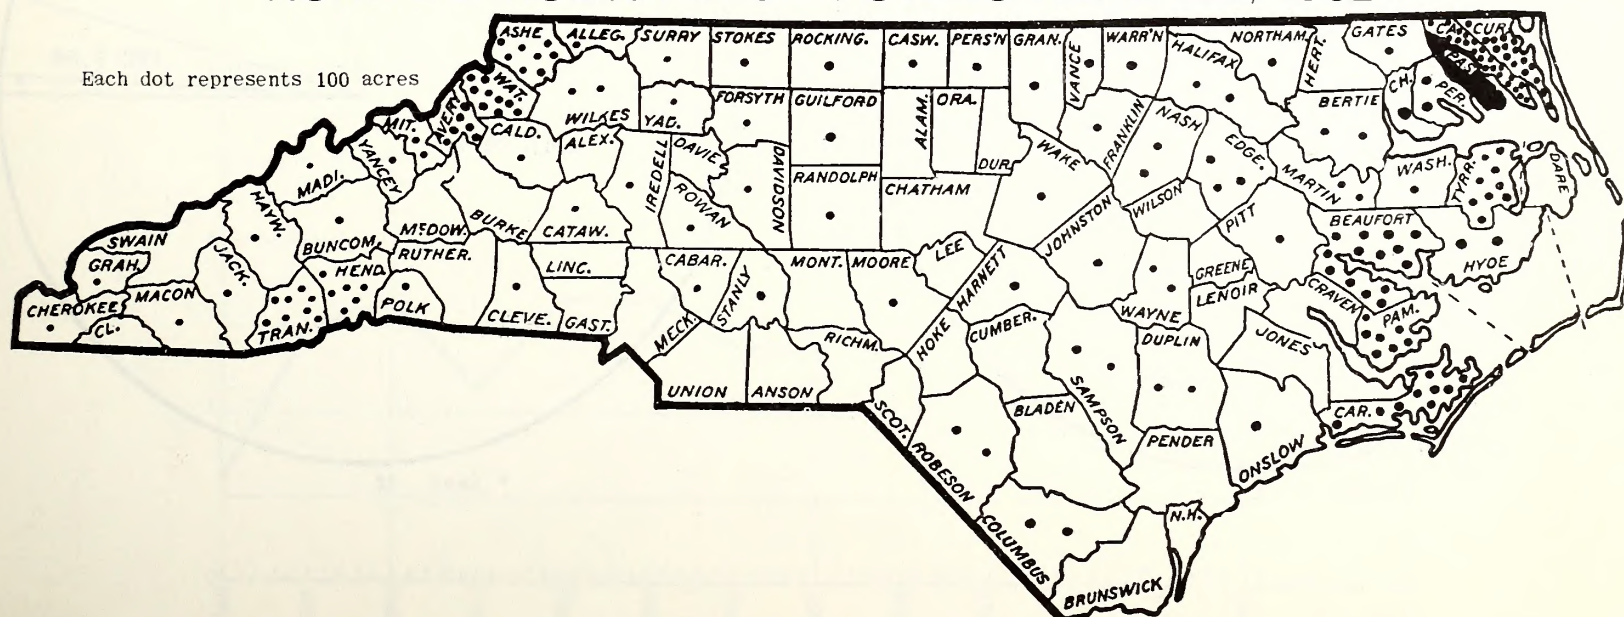 Each dot represents 100 acres
ASHE ALLEG. SURRY STOKES ROCKING. CASW. PERS'N GRAN. VANCE WARR'N HALIFAX NORTHAM. HERT. GATES CA. CUR.
PAS. CH. PER.
WAT. WILKES YAD. FORSYTH GUILFORD ALAM. ORA. DUR. FRANKLIN NASH EDGE. BERTIE
MIT. AVERY CALD. ALEX. IREDELL DAVIE DAVIDSON RANDOLPH CHATHAM WAKE WILSON MARTIN WASH. TYRR. DARE
MADI. YANCEY ROWAN
HAYW. BUNCOM. McDOW. BURKE CATAW. JOHNSTON PITT BEAUFORT HYDE
SWAIN GRAH. JACK. HEND. RUTHER. LINC. CABAR. STANLY MONT. MOORE LEE HARNETT GREENE LENOIR CRAVEN
CHEROKEE MACON CL. TRAN. POLK CLEVE. GAST. MECK. RICHM. HOKE CUMBER. WAYNE DUPLIN JONES PAM.
UNION ANSON SCOT. BLADEN SAMPSON PENDER ONSLOW CAR.
ROBESON
COLUMBUS N.H.
BRUNSWICK